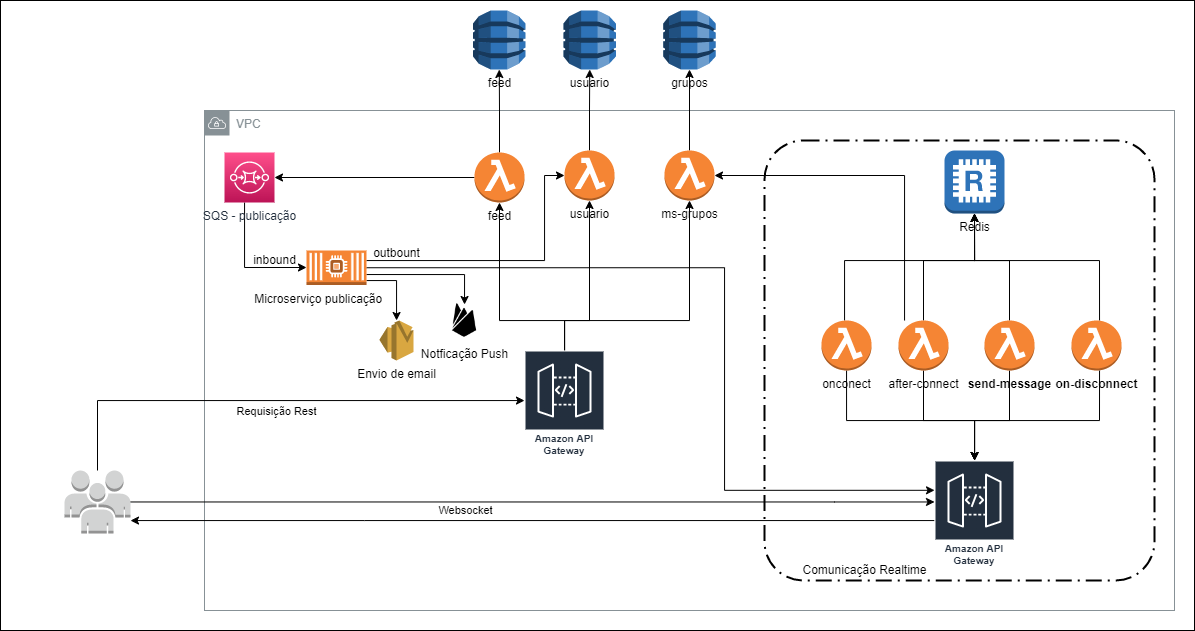 feed
usuario
grupos
VPC
R
SQS - publicação
feed
usuario
ms-grupos
Redis
inbound
outbount
Microserviço publicação
Notficação Push
Envio de email
onconect
after-connect
send-message
on-disconnect
</>
Requisição Rest
Amazon API
Gateway
</>
Websocket
Amazon API
Gateway
Comunicação Realtime